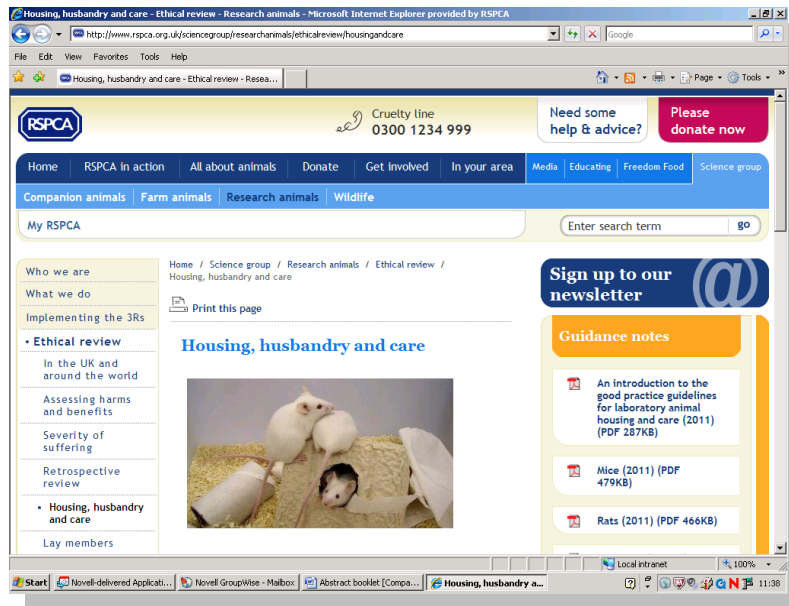 Housing, husbandry and care - Ethical review - Research animals - Microsoft Internet Explorer provided by RSPCA
http://www.rspca.org.uk/sciencegroup/researchanimals/ethicalreview/housingandcare
Google
File Edit View Favorites Tools Help
Housing, husbandry and care - Ethical review - Resea...
Page Tools
RSPCA
Cruelty line
0300 1234 999
Need some
help & advice?
Please
donate now
Home RSPCA in action All about animals Donate Get involved In your area Media Educating Freedom Food Science group
Companion animals Farm animals Research animals Wildlife
My RSPCA
Enter search term go
Who we are
What we do
Implementing the 3Rs
• Ethical review
In the UK and
around the world
Assessing harms
and benefits
Severity of
suffering
Retrospective
review
• Housing, husbandry
and care
Lay members
Home / Science group / Research animals / Ethical review /
Housing, husbandry and care
Print this page
Housing, husbandry and care
Sign up to our
newsletter
@
Guidance notes
An introduction to the
good practice guidelines
for laboratory animal
housing and care (2011)
(PDF 287KB)
Mice (2011) (PDF
479KB)
Rats (2011) (PDF 466KB)
Local intranet
100%
Start
Novell-delivered Applicati...
Novell GroupWise - Mailbox
Abstract booklet [Compa...
Housing, husbandry a...
11:38